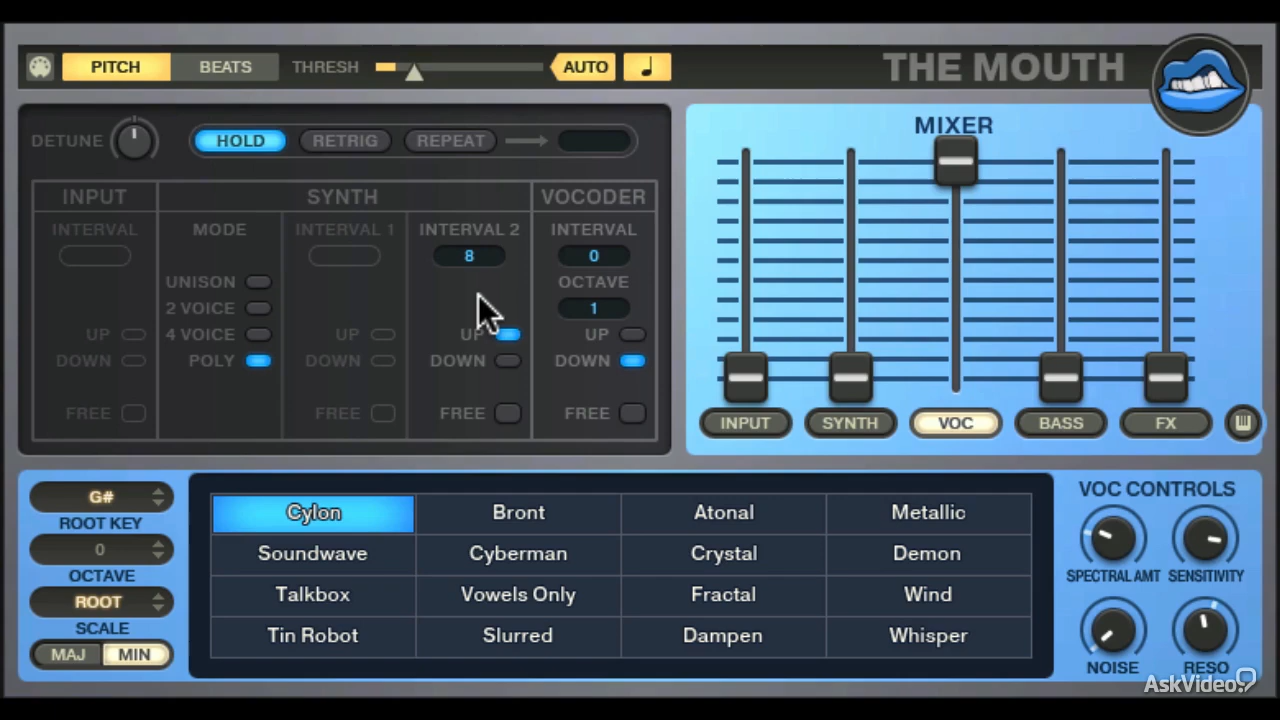 PITCH BEATS THRESH AUTO THE MOUTH
DETUNE HOLD RETRIG REPEAT
MIXER
INPUT SYNTH VOCODER
INTERVAL MODE INTERVAL 1 INTERVAL 2 INTERVAL
8 0
UNISON OCTAVE
2 VOICE 1
UP 4 VOICE UP UP UP
DOWN POLY DOWN DOWN DOWN
FREE FREE FREE FREE
INPUT SYNTH VOC BASS FX
G#
ROOT KEY
0
OCTAVE
ROOT
SCALE
MAJ MIN
Cylon Bront Atonal Metallic
Soundwave Cyberman Crystal Demon
Talkbox Vowels Only Fractal Wind
Tin Robot Slurred Dampen Whisper
VOC CONTROLS
SPECTRAL AMT SENSITIVITY
NOISE RESO
AskVideo